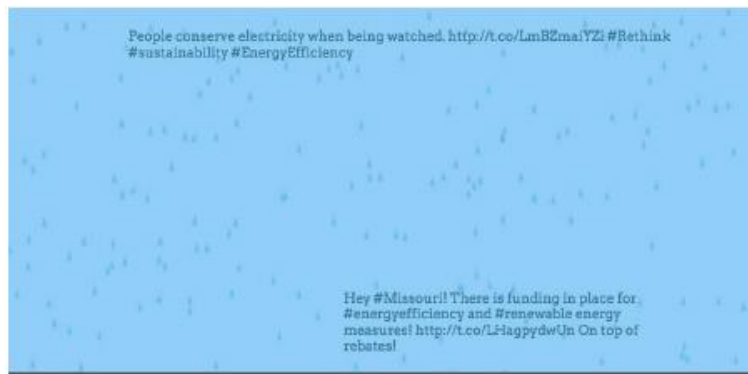 People conserve electricity when being watched. http://t.co/LmBZmaiYZi #Rethink
#sustainability #EnergyEfficiency
Hey #Missouri! There is funding in place for
#energyefficiency and #renewable energy
measures! http://t.co/LHagpydwUn On top of
rebates!